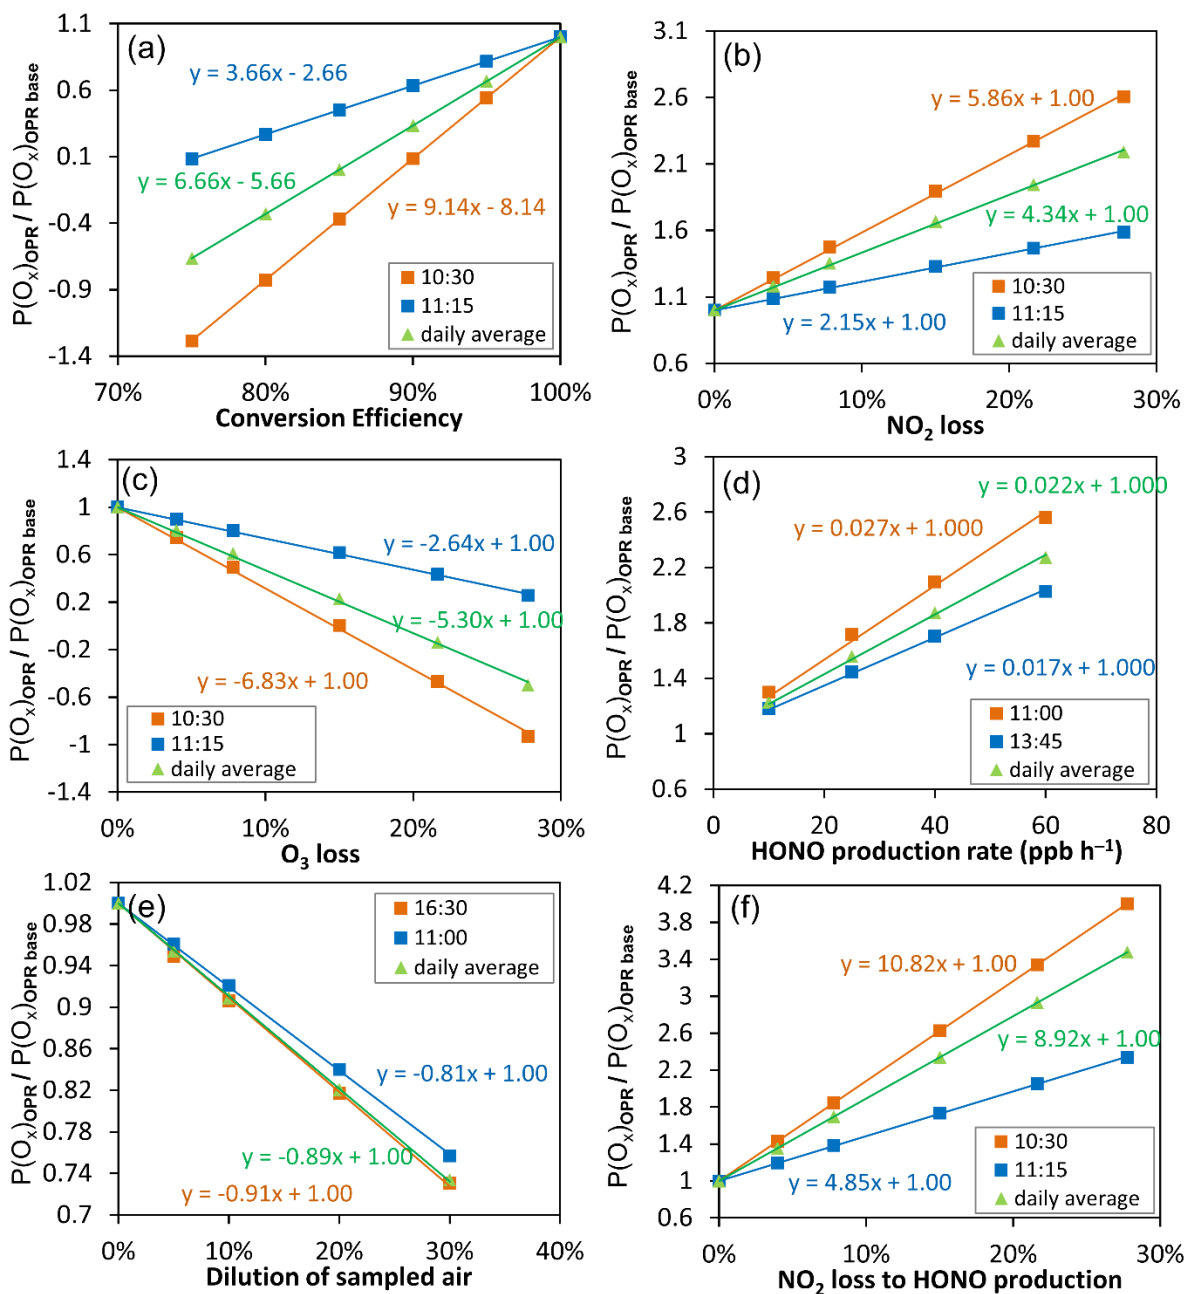 (a)
P(Oₓ)OPR / P(Oₓ)OPR base
1.1
0.6
0.1
-0.4
-0.9
-1.4
y = 3.66x - 2.66
y = 6.66x - 5.66
y = 9.14x - 8.14
10:30
11:15
daily average
70% 80% 90% 100%
Conversion Efficiency
(b)
P(Oₓ)OPR / P(Oₓ)OPR base
3.1
2.6
2.1
1.6
1.1
0.6
y = 5.86x + 1.00
y = 4.34x + 1.00
y = 2.15x + 1.00
10:30
11:15
daily average
0% 10% 20% 30%
NO₂ loss
(c)
P(Oₓ)OPR / P(Oₓ)OPR base
1.4
1
0.6
0.2
-0.2
-0.6
-1
-1.4
y = -2.64x + 1.00
y = -5.30x + 1.00
y = -6.83x + 1.00
10:30
11:15
daily average
0% 10% 20% 30%
O₃ loss
(d)
P(Oₓ)OPR / P(Oₓ)OPR base
3
2.6
2.2
1.8
1.4
1
0.6
y = 0.022x + 1.000
y = 0.027x + 1.000
y = 0.017x + 1.000
11:00
13:45
daily average
0 20 40 60 80
HONO production rate (ppb h⁻¹)
(e)
P(Oₓ)OPR / P(Oₓ)OPR base
1.02
0.98
0.94
0.9
0.86
0.82
0.78
0.74
0.7
16:30
11:00
daily average
y = -0.81x + 1.00
y = -0.89x + 1.00
y = -0.91x + 1.00
0% 10% 20% 30% 40%
Dilution of sampled air
(f)
P(Oₓ)OPR / P(Oₓ)OPR base
4.2
3.8
3.4
3
2.6
2.2
1.8
1.4
1
0.6
y = 10.82x + 1.00
y = 8.92x + 1.00
y = 4.85x + 1.00
10:30
11:15
daily average
0% 10% 20% 30%
NO₂ loss to HONO production